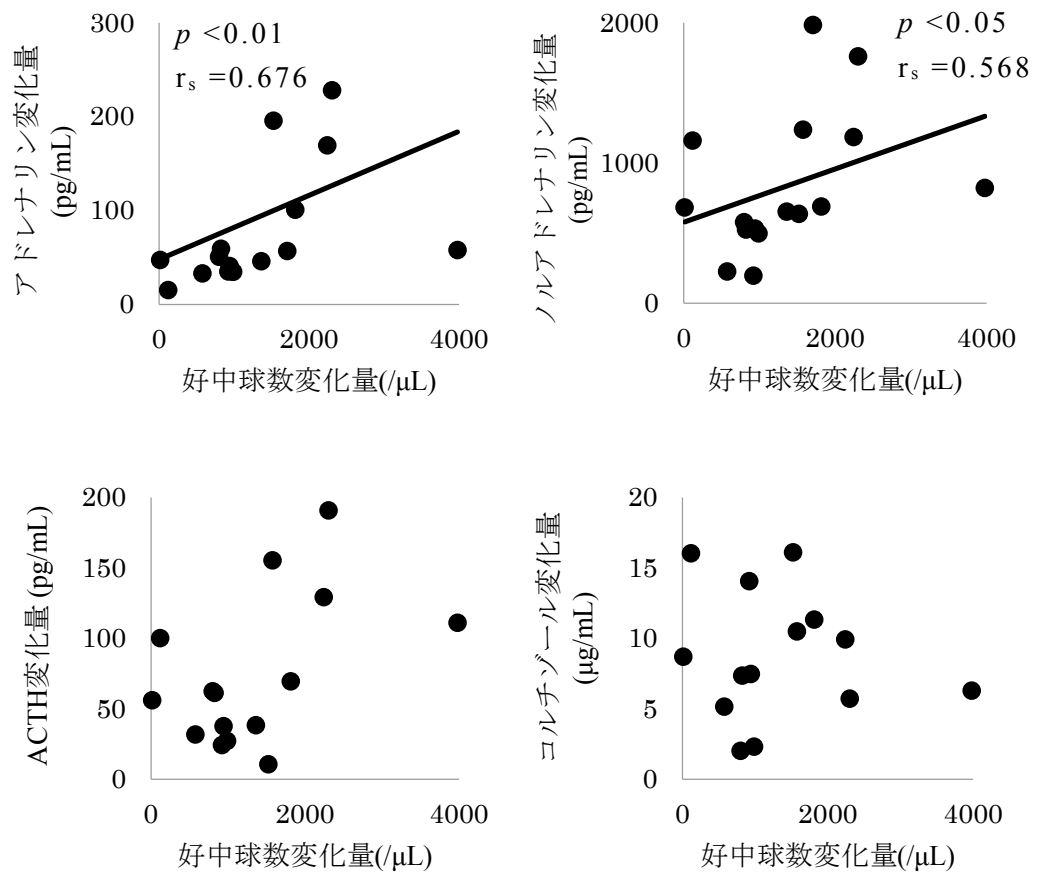 アドレナリン変化量
(pg/mL)
300
200
100
0
p <0.01
rs =0.676
0 2000 4000
好中球数変化量(/μL)
ノルアドレナリン変化量
(pg/mL)
2000
1000
0
p <0.05
rs =0.568
0 2000 4000
好中球数変化量(/μL)
ACTH変化量 (pg/mL)
200
150
100
50
0
0 2000 4000
好中球数変化量(/μL)
コルチゾール変化量
(μg/mL)
20
15
10
5
0
0 2000 4000
好中球数変化量(/μL)